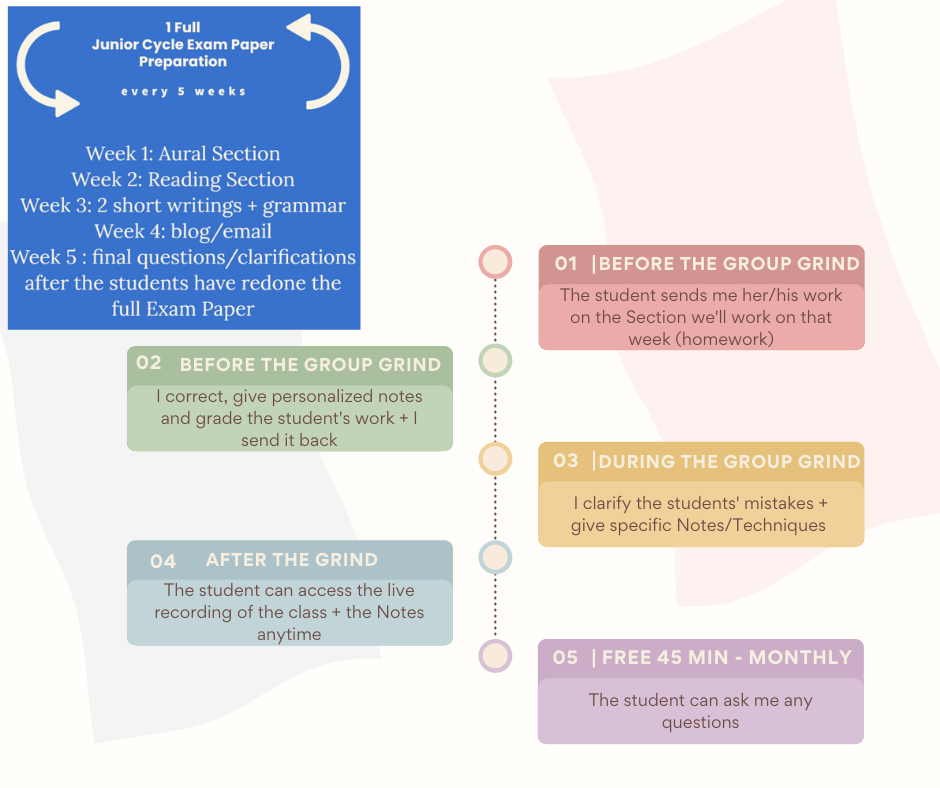 1 Full
Junior Cycle Exam Paper
Preparation
every 5 weeks
Week 1: Aural Section
Week 2: Reading Section
Week 3: 2 short writings + grammar
Week 4: blog/email
Week 5 : final questions/clarifications
after the students have redone the
full Exam Paper
01 |BEFORE THE GROUP GRIND
The student sends me her/his work
on the Section we'll work on that
week (homework)
02 BEFORE THE GROUP GRIND
I correct, give personalized notes
and grade the student's work + I
send it back
03 |DURING THE GROUP GRIND
I clarify the students' mistakes +
give specific Notes/Techniques
04 AFTER THE GRIND
The student can access the live
recording of the class + the Notes
anytime
05 | FREE 45 MIN - MONTHLY
The student can ask me any
questions